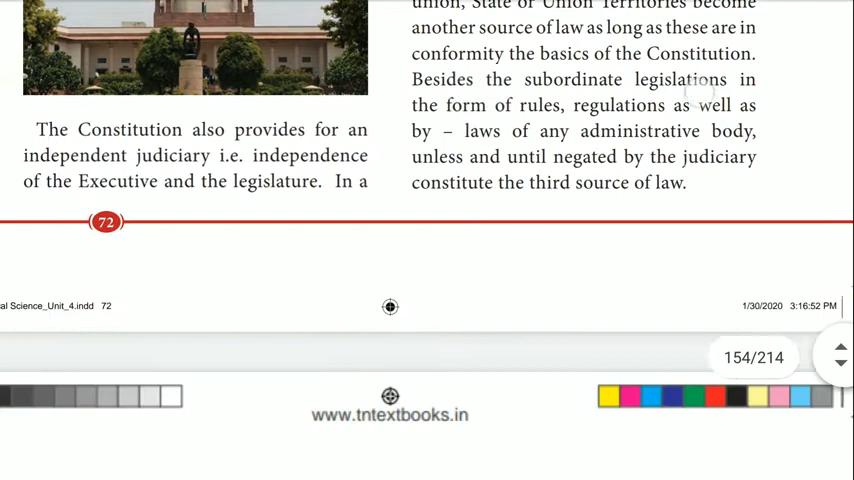 The Constitution also provides for an
independent judiciary i.e. independence
of the Executive and the legislature. In a
union, State or Union Territories become
another source of law as long as these are in
conformity the basics of the Constitution.
Besides the subordinate legislations in
the form of rules, regulations as well as
by – laws of any administrative body,
unless and until negated by the judiciary
constitute the third source of law.
72
al Science_Unit_4.indd 72
1/30/2020 3:16:52 PM
154/214
www.tntextbooks.in